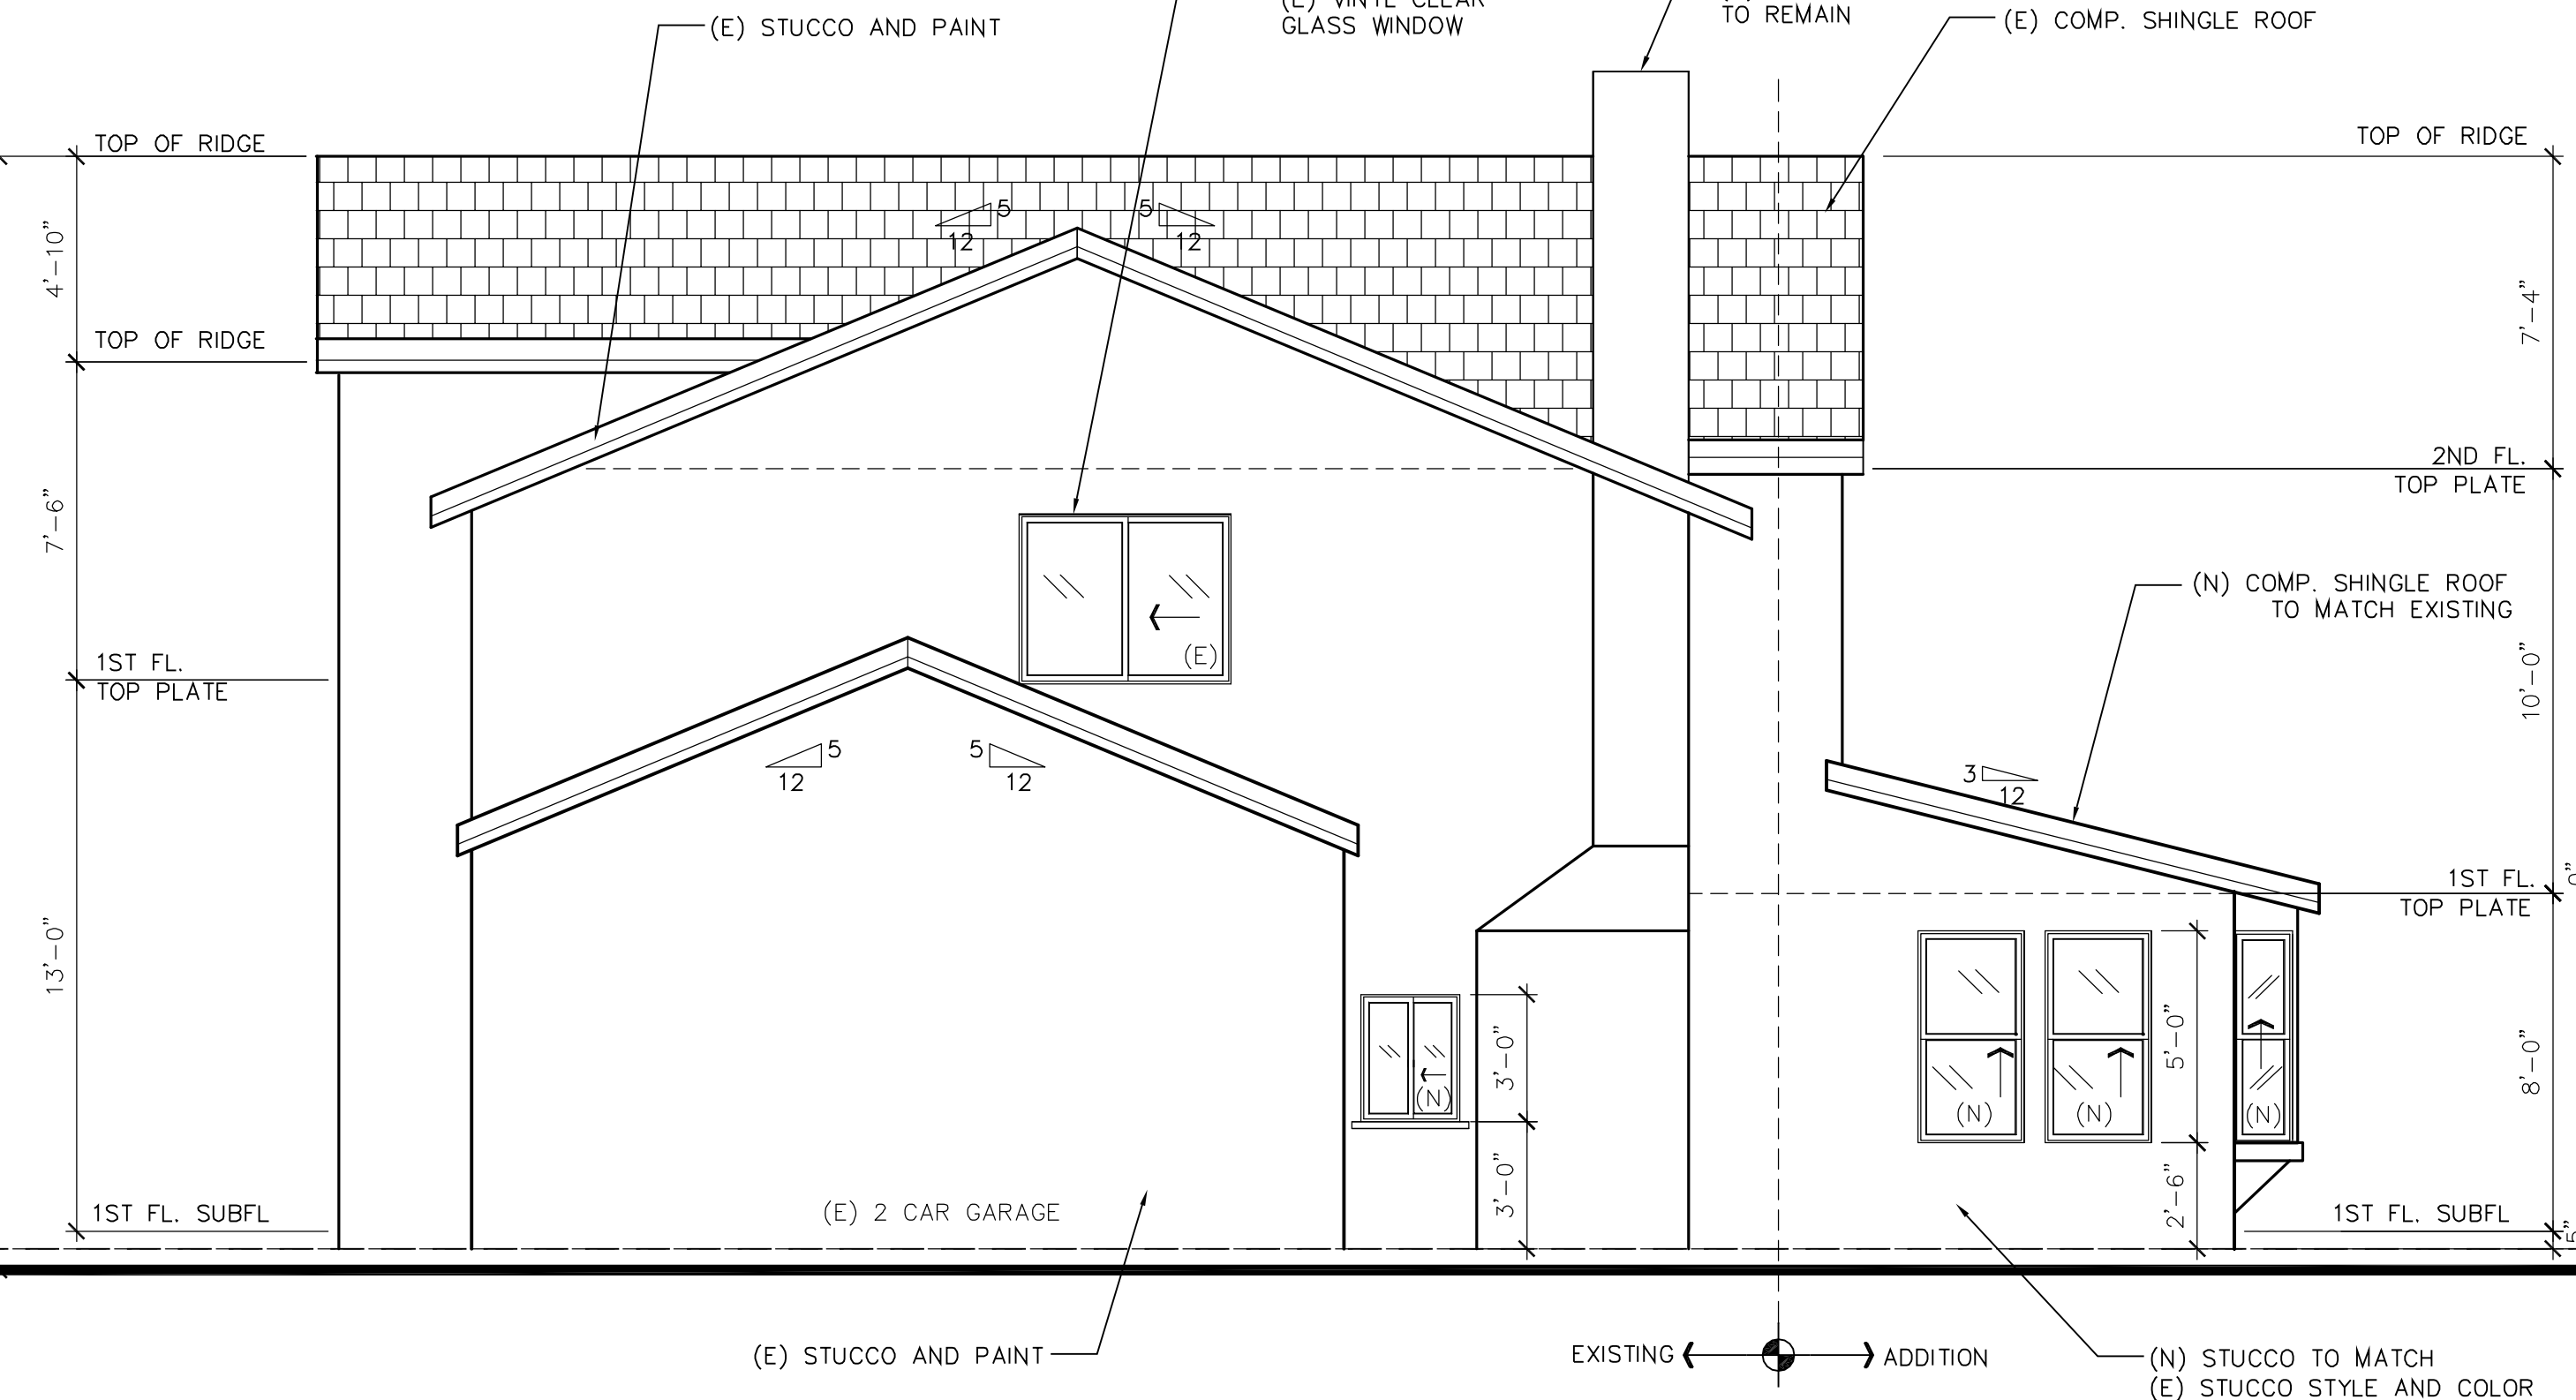 (E) STUCCO AND PAINT
(E) VINYL CLEAR
GLASS WINDOW
TO REMAIN
(E) COMP. SHINGLE ROOF
TOP OF RIDGE
TOP OF RIDGE
4'-10"
5
12
5
12
7'-4"
TOP OF RIDGE
2ND FL.
TOP PLATE
7'-6"
(N) COMP. SHINGLE ROOF
TO MATCH EXISTING
(E)
1ST FL.
TOP PLATE
10'-0"
5
12
5
12
3
12
1ST FL.
TOP PLATE
13'-0"
3'-0"
5'-0"
8'-0"
(N)
(N)
(N)
(N)
3'-0"
2'-6"
1ST FL. SUBFL
(E) 2 CAR GARAGE
1ST FL. SUBFL
5"
(E) STUCCO AND PAINT
EXISTING
ADDITION
(N) STUCCO TO MATCH
(E) STUCCO STYLE AND COLOR